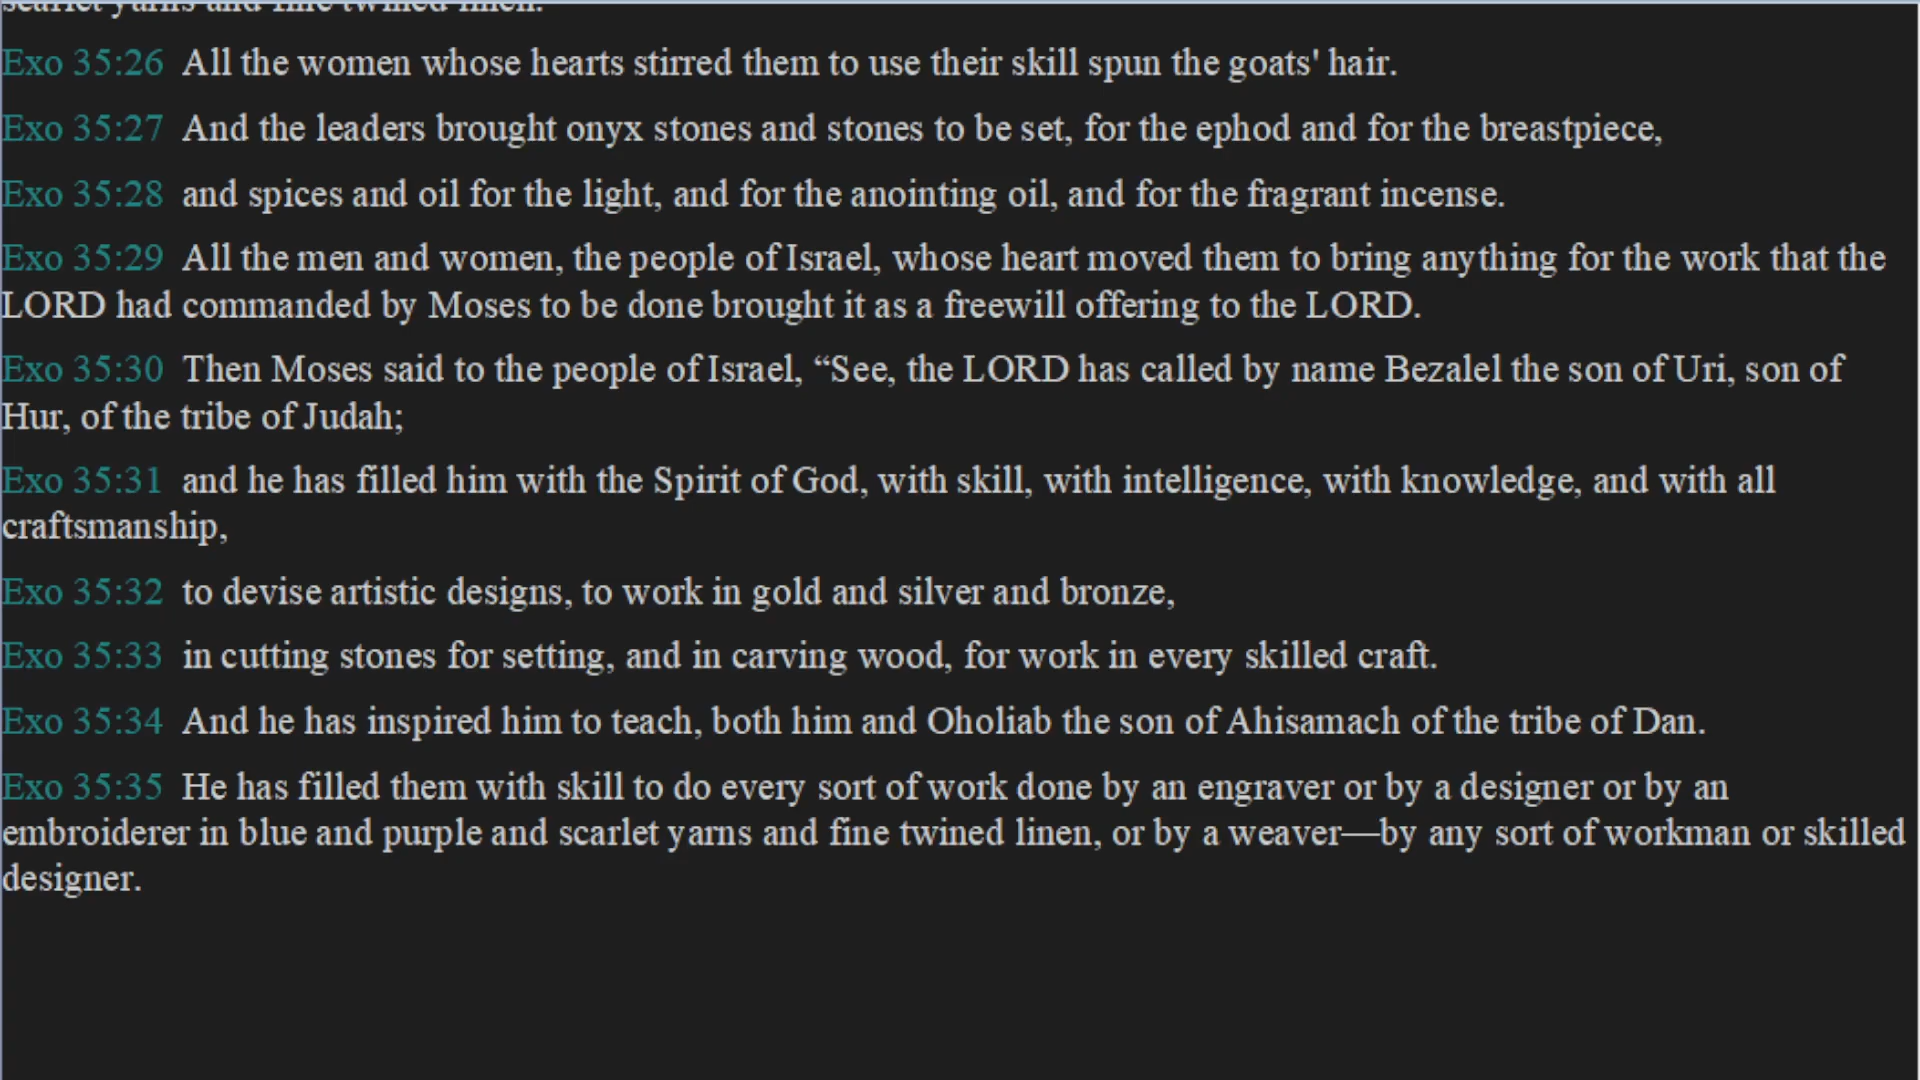 scarlet yarns and fine twined linen.
Exo 35:26 All the women whose hearts stirred them to use their skill spun the goats' hair.
Exo 35:27 And the leaders brought onyx stones and stones to be set, for the ephod and for the breastpiece,
Exo 35:28 and spices and oil for the light, and for the anointing oil, and for the fragrant incense.
Exo 35:29 All the men and women, the people of Israel, whose heart moved them to bring anything for the work that the
LORD had commanded by Moses to be done brought it as a freewill offering to the LORD.
Exo 35:30 Then Moses said to the people of Israel, “See, the LORD has called by name Bezalel the son of Uri, son of
Hur, of the tribe of Judah;
Exo 35:31 and he has filled him with the Spirit of God, with skill, with intelligence, with knowledge, and with all
craftsmanship,
Exo 35:32 to devise artistic designs, to work in gold and silver and bronze,
Exo 35:33 in cutting stones for setting, and in carving wood, for work in every skilled craft.
Exo 35:34 And he has inspired him to teach, both him and Oholiab the son of Ahisamach of the tribe of Dan.
Exo 35:35 He has filled them with skill to do every sort of work done by an engraver or by a designer or by an
embroiderer in blue and purple and scarlet yarns and fine twined linen, or by a weaver—by any sort of workman or skilled
designer.